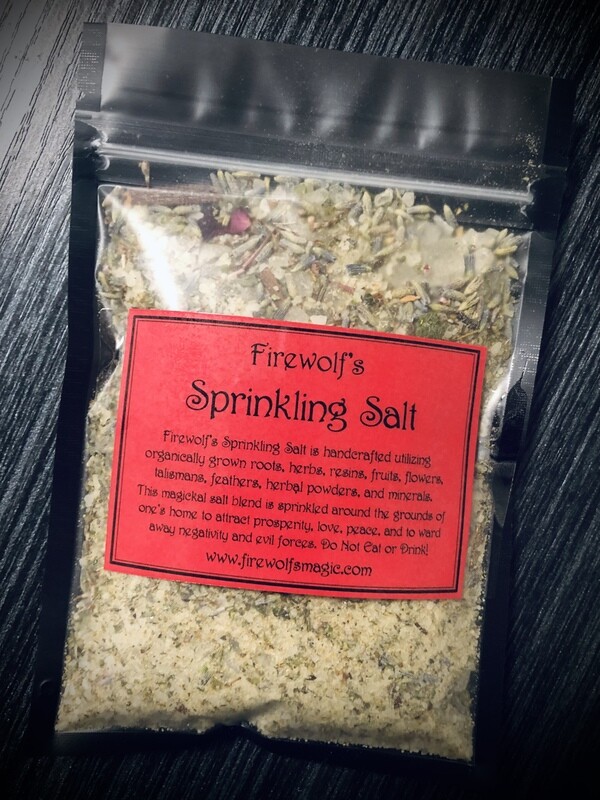 Firewolf's
Sprinkling Salt
Firewolf's Sprinkling Salt is handcrafted utilizing
organically grown roots, herbs, resins, fruits, flowers,
talismans, feathers, herbal powders, and minerals.
This magickal salt blend is sprinkled around the grounds of
one's home to attract prosperity, love, peace, and to ward
away negativity and evil forces. Do Not Eat or Drink!
www.firewolfsmagic.com